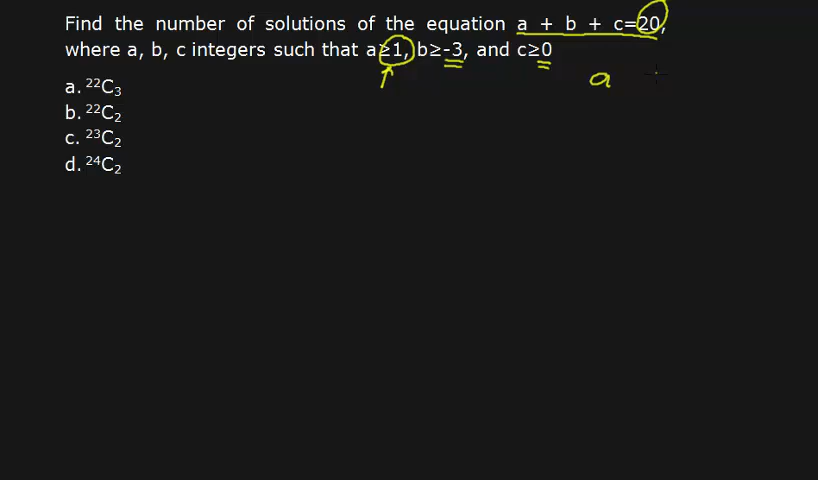 Find the number of solutions of the equation a + b + c=20,
where a, b, c integers such that a≥1, b≥-3, and c≥0
a
a. ²²C₃
b. ²²C₂
c. ²³C₂
d. ²⁴C₂